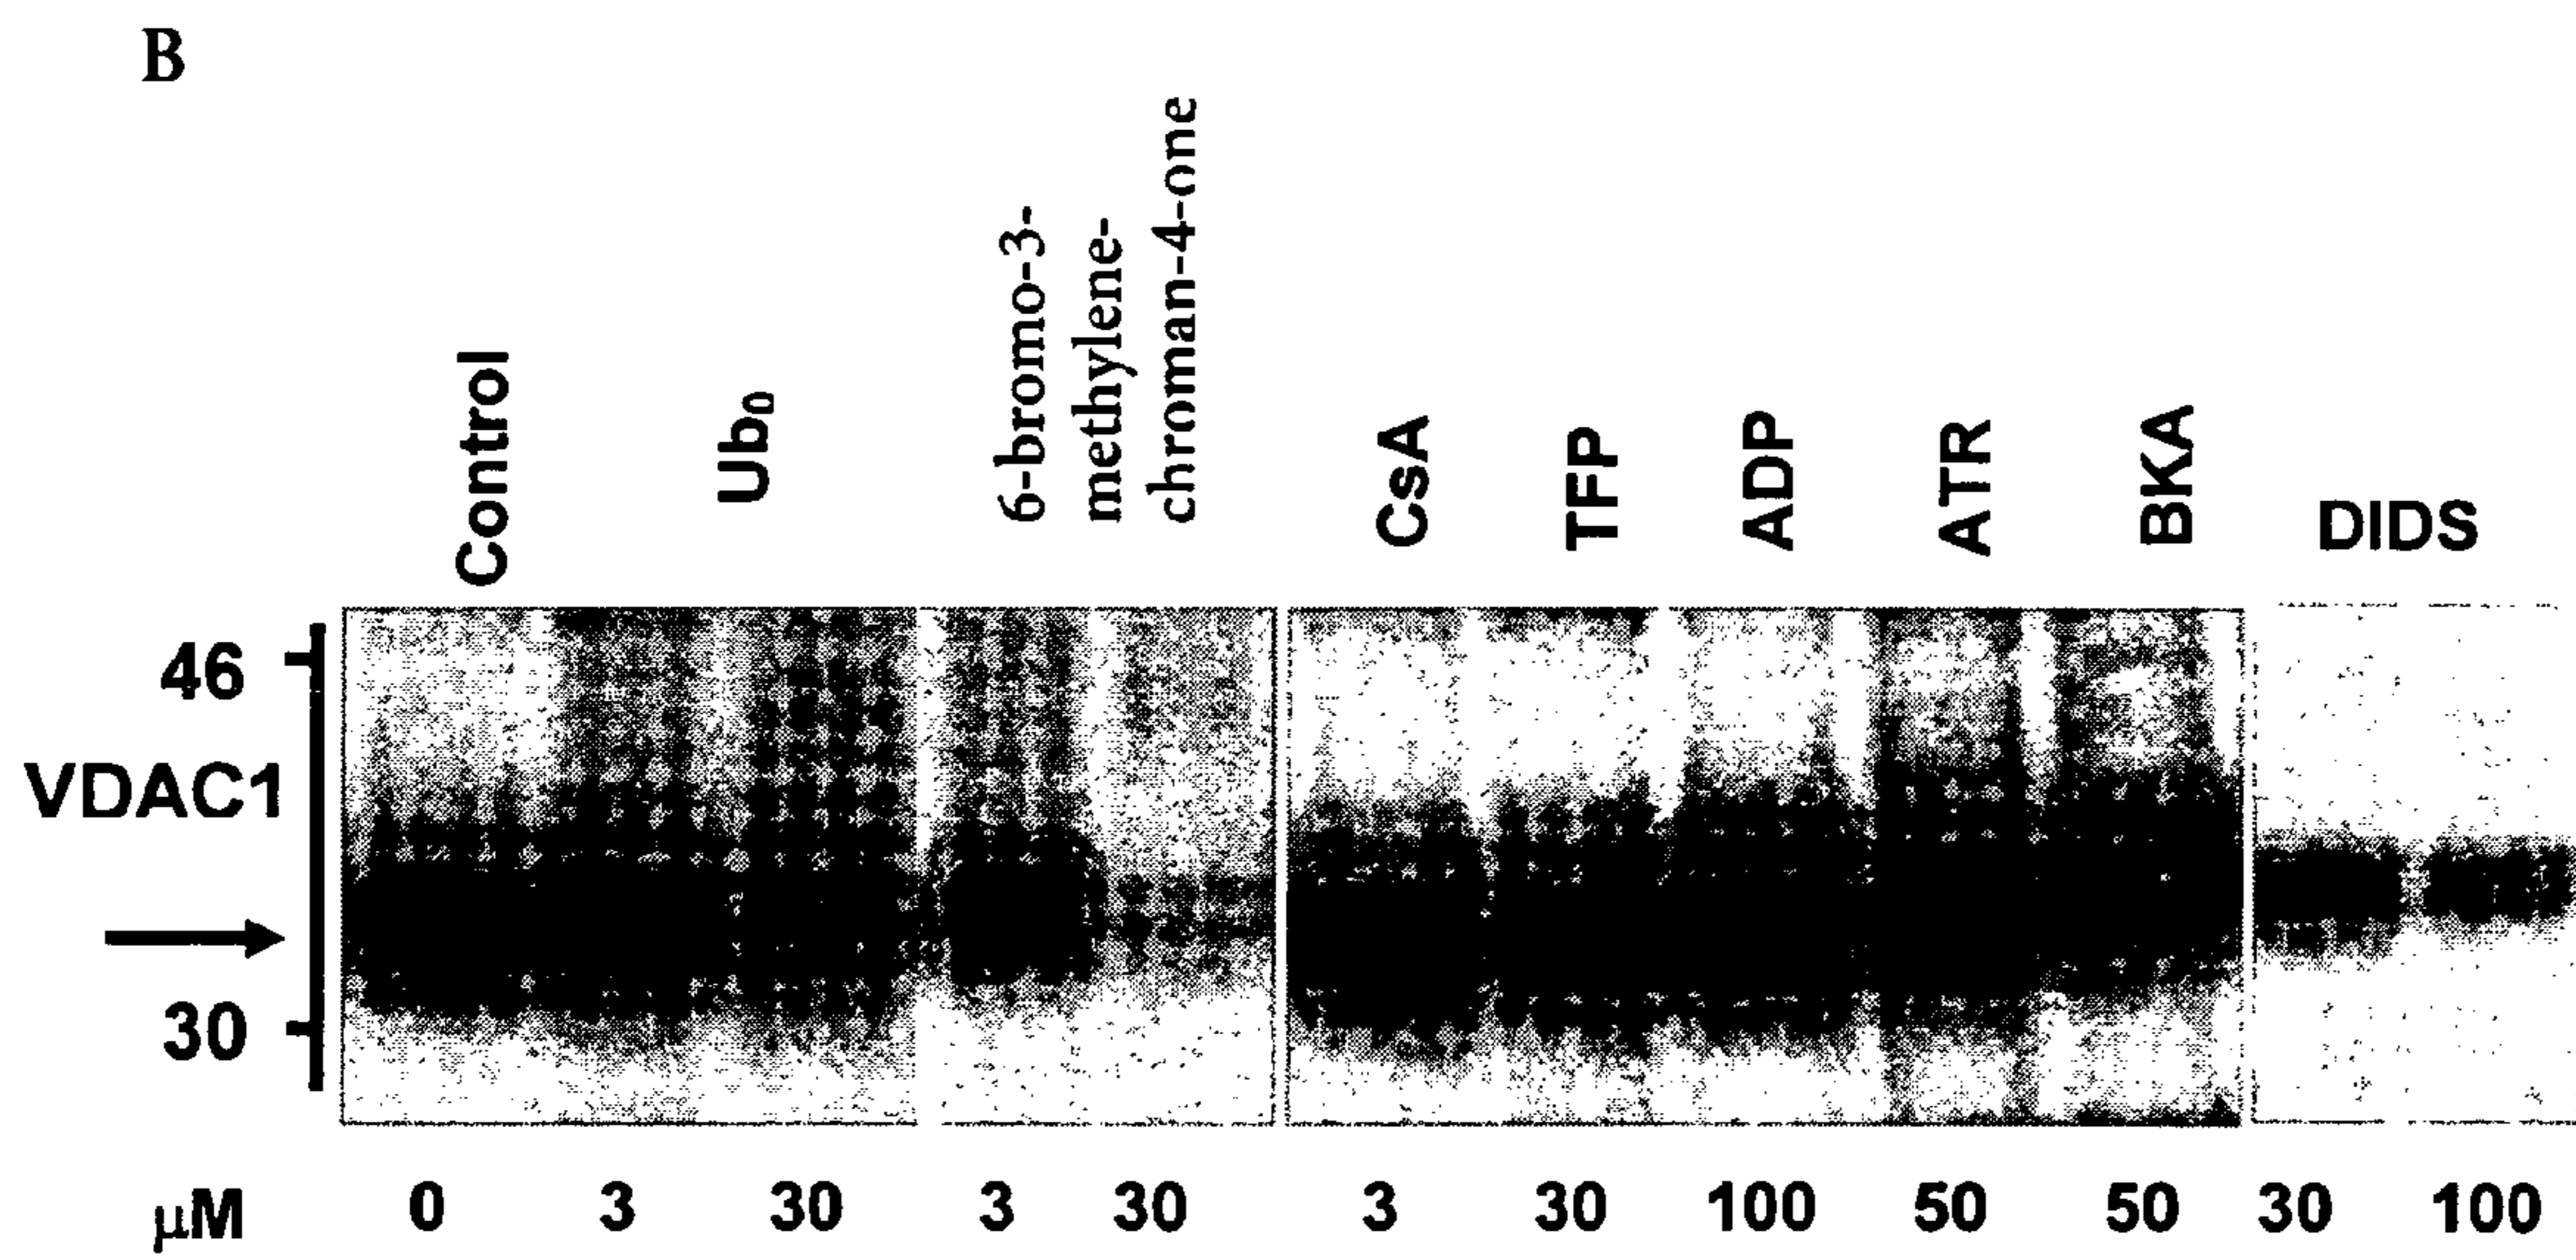 B
Control
Ub₀
6-bromo-3-
methylene-
chroman-4-one
CsA
TFP
ADP
ATR
BKA
DIDS
46
VDAC1
30
μM 0 3 30 3 30 3 30 100 50 50 30 100